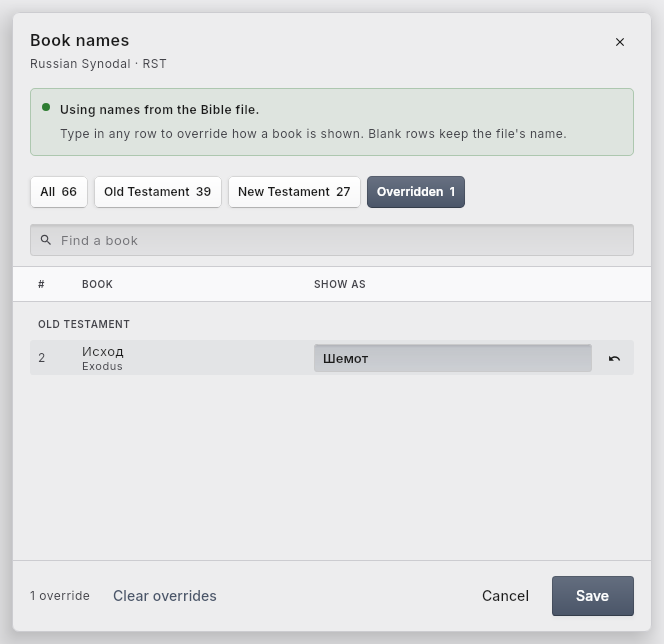 Book names
Russian Synodal · RST
Using names from the Bible file.
Type in any row to override how a book is shown. Blank rows keep the file's name.
All 66 Old Testament 39 New Testament 27 Overridden 1
Find a book
# BOOK SHOW AS
OLD TESTAMENT
2 Исход Шемот
Exodus
1 override Clear overrides Cancel Save